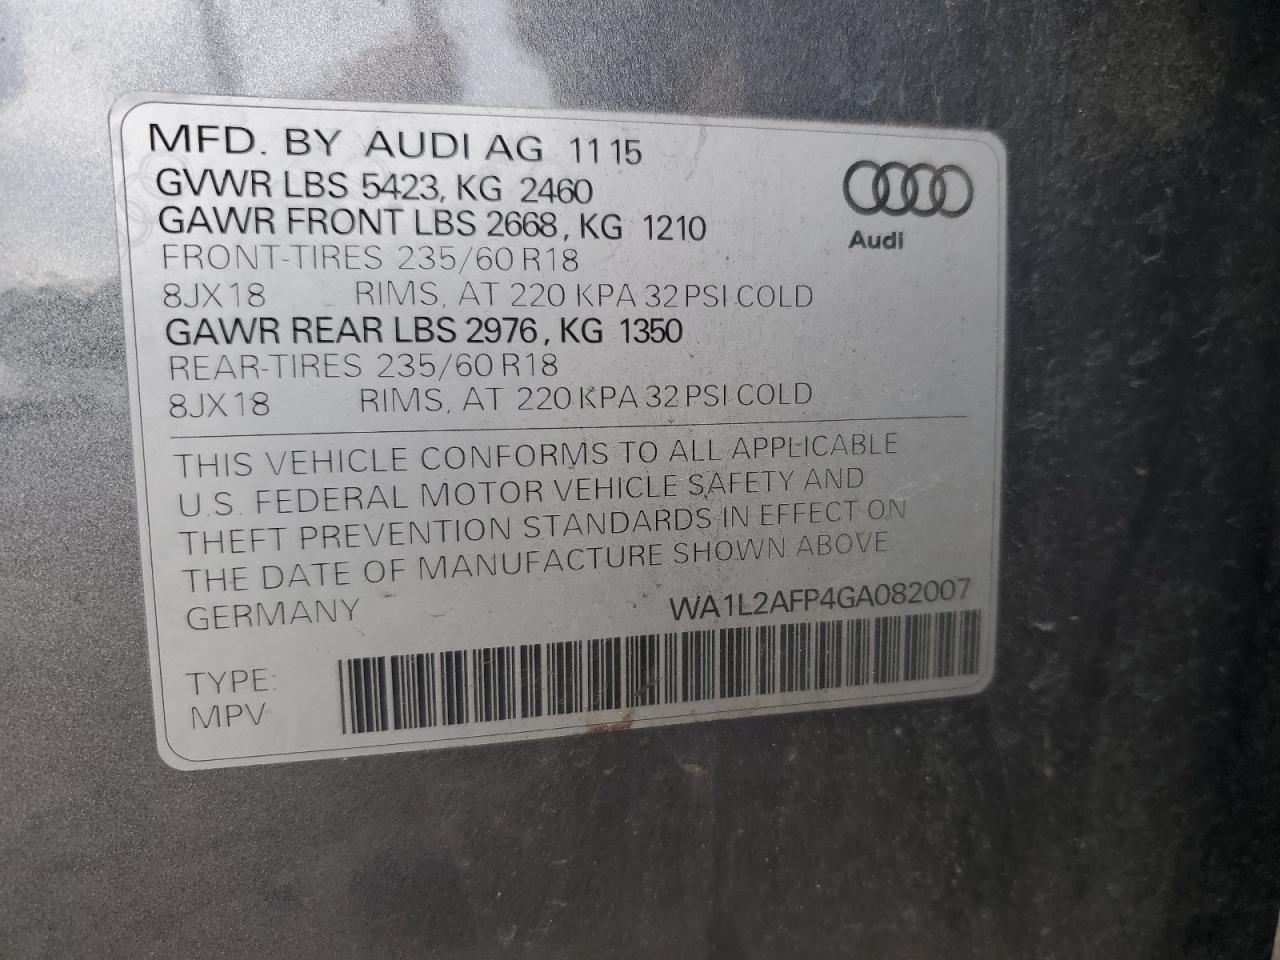 MFD. BY AUDI AG 11 15
GVWR LBS 5423, KG 2460
GAWR FRONT LBS 2668, KG 1210
FRONT-TIRES 235/60 R18
8JX18 RIMS, AT 220 KPA 32 PSI COLD
GAWR REAR LBS 2976, KG 1350
REAR-TIRES 235/60 R18
8JX18 RIMS, AT 220 KPA 32 PSI COLD
Audi
THIS VEHICLE CONFORMS TO ALL APPLICABLE
U.S. FEDERAL MOTOR VEHICLE SAFETY AND
THEFT PREVENTION STANDARDS IN EFFECT ON
THE DATE OF MANUFACTURE SHOWN ABOVE.
GERMANY WA1L2AFP4GA082007
TYPE:
MPV